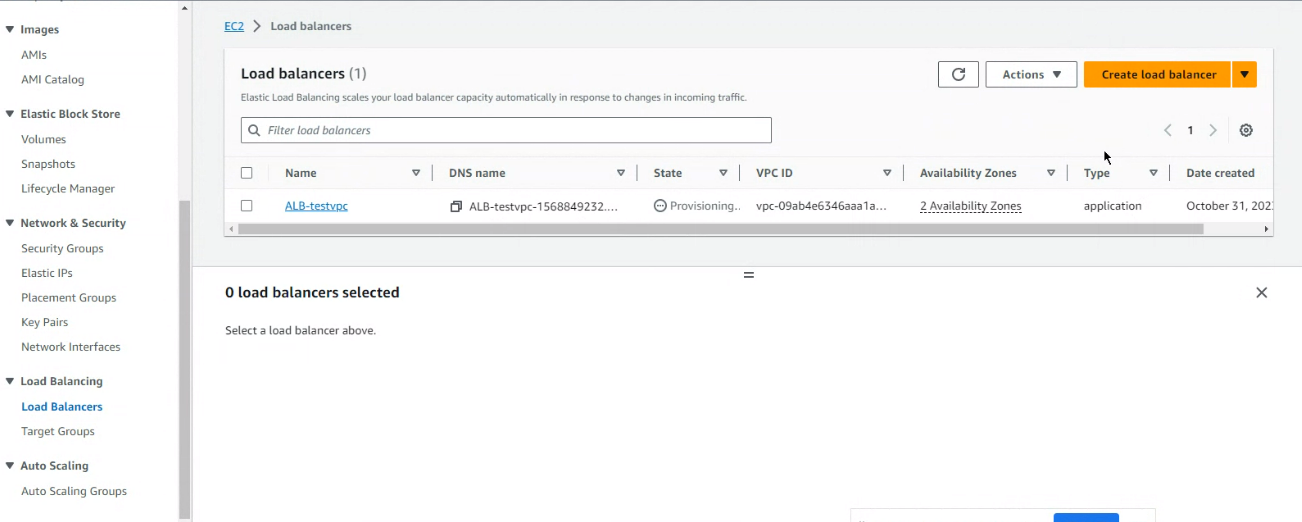 Images
AMIs
AMI Catalog
Elastic Block Store
Volumes
Snapshots
Lifecycle Manager
Network & Security
Security Groups
Elastic IPs
Placement Groups
Key Pairs
Network Interfaces
Load Balancing
Load Balancers
Target Groups
Auto Scaling
Auto Scaling Groups
EC2 > Load balancers
Load balancers (1)
Actions
Create load balancer
Elastic Load Balancing scales your load balancer capacity automatically in response to changes in incoming traffic.
Filter load balancers
1
Name DNS name State VPC ID Availability Zones Type Date created
ALB-testvpc ALB-testvpc-1568849232.... Provisioning.. vpc-09ab4e6346aaa1a... 2 Availability Zones application October 31, 202
0 load balancers selected
Select a load balancer above.